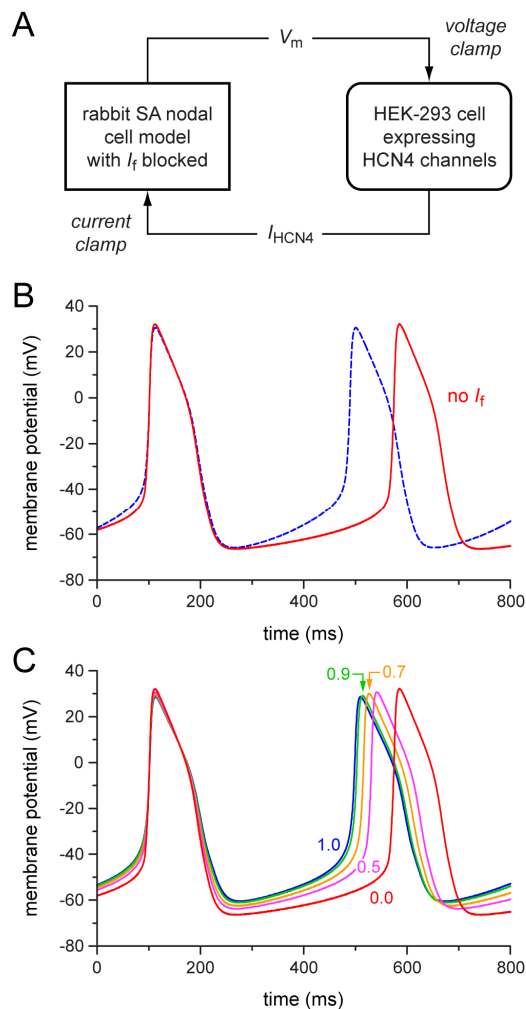 A
Vm
voltage
clamp
rabbit SA nodal
cell model
with If blocked
HEK-293 cell
expressing
HCN4 channels
current
clamp
IHCN4
B
40
20
0
-20
-40
-60
-80
membrane potential (mV)
no If
0
200
400
600
800
time (ms)
C
40
20
0
-20
-40
-60
-80
membrane potential (mV)
0.9
0.7
1.0
0.5
0.0
0
200
400
600
800
time (ms)